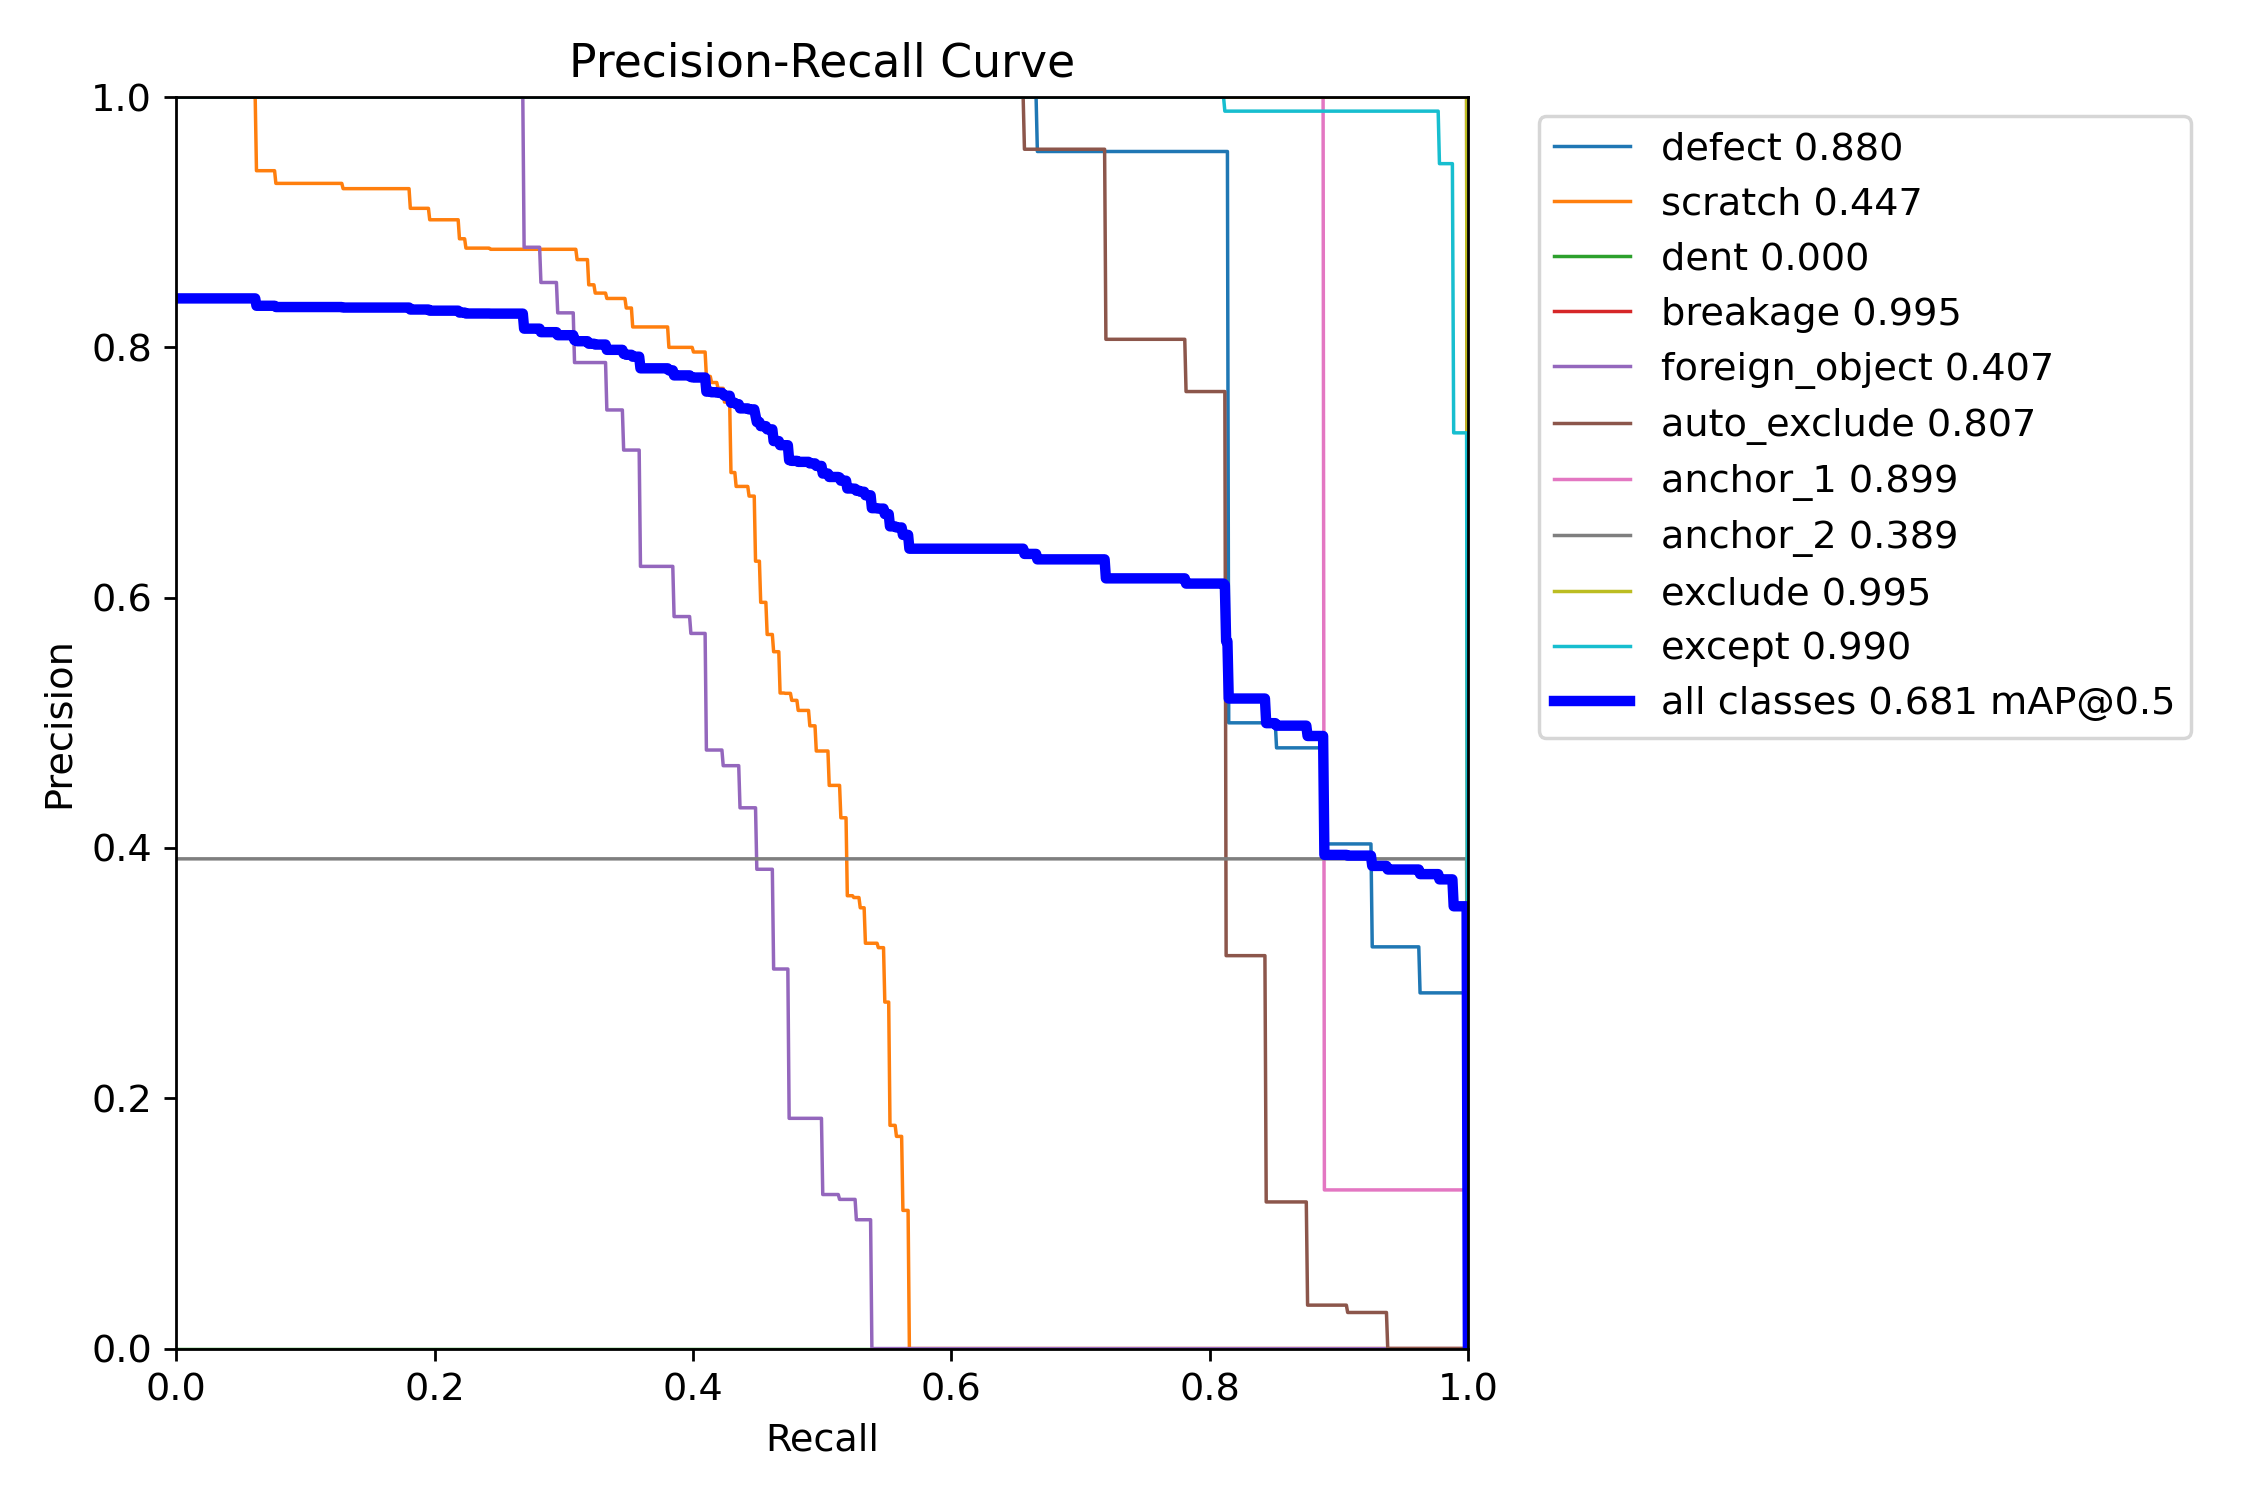 Precision-Recall Curve
1.0
0.8
0.6
0.4
0.2
0.0
Precision
0.0 0.2 0.4 0.6 0.8 1.0
Recall
defect 0.880
scratch 0.447
dent 0.000
breakage 0.995
foreign_object 0.407
auto_exclude 0.807
anchor_1 0.899
anchor_2 0.389
exclude 0.995
except 0.990
all classes 0.681 mAP@0.5